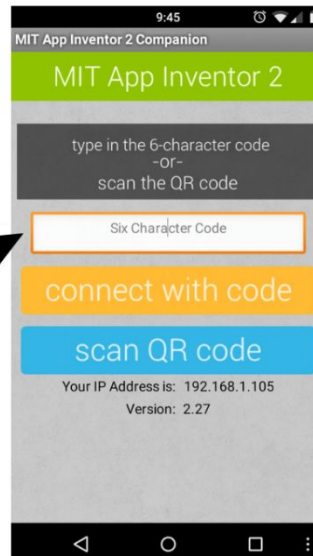 9:45
MIT App Inventor 2 Companion
MIT App Inventor 2
type in the 6-character code
-or-
scan the QR code
Six Character Code
connect with code
scan QR code
Your IP Address is: 192.168.1.105
Version: 2.27